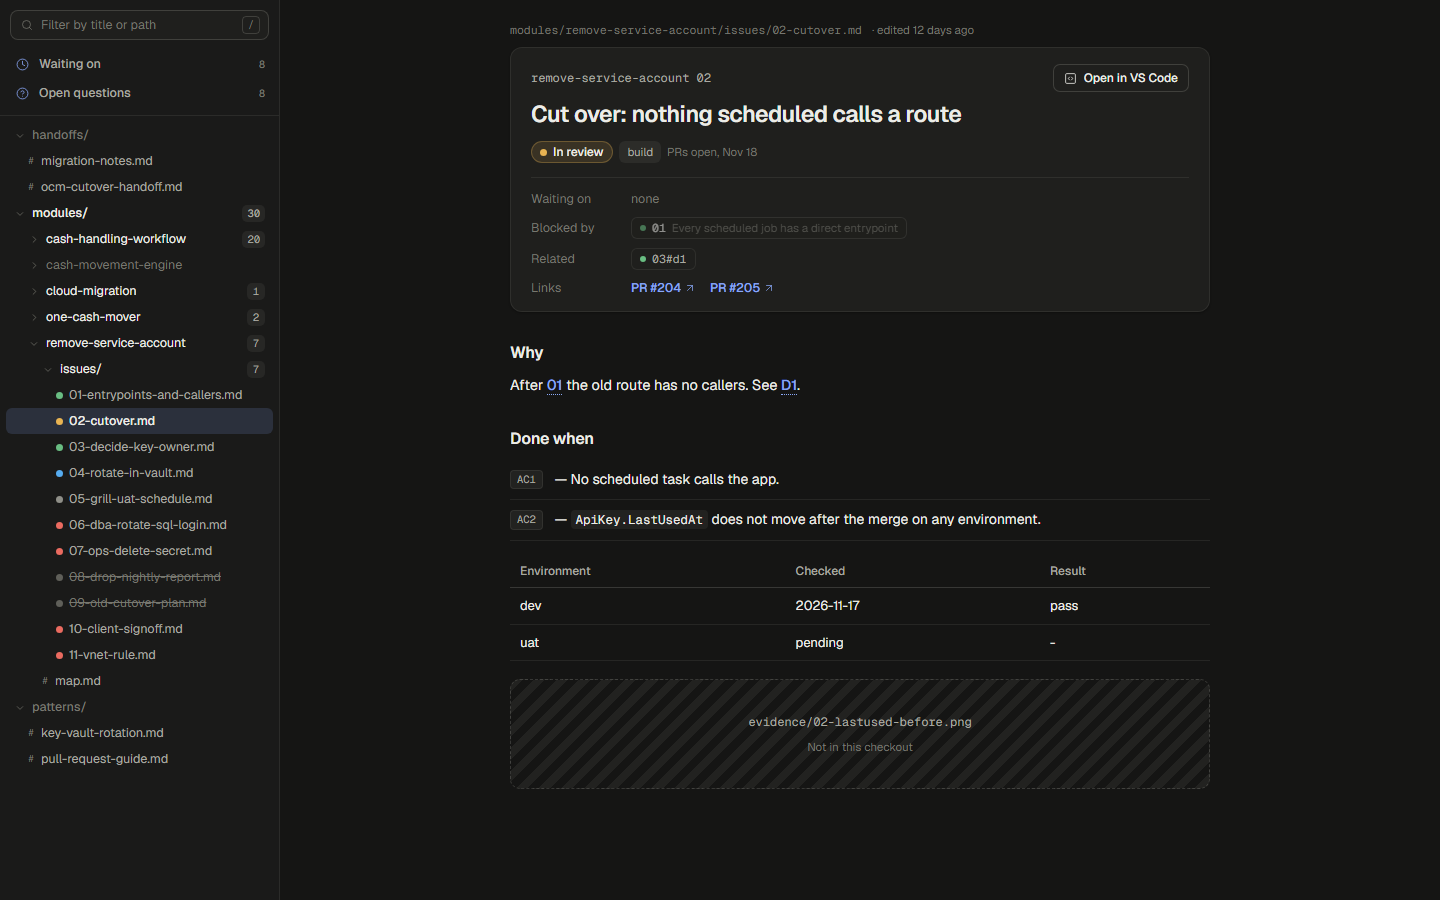 Filter by title or path /
Waiting on 8
Open questions 8
handoffs/
# migration-notes.md
# ocm-cutover-handoff.md
modules/ 30
cash-handling-workflow 20
cash-movement-engine
cloud-migration 1
one-cash-mover 2
remove-service-account 7
issues/ 7
01-entrypoints-and-callers.md
02-cutover.md
03-decide-key-owner.md
04-rotate-in-vault.md
05-grill-uat-schedule.md
06-dba-rotate-sql-login.md
07-ops-delete-secret.md
08-drop-nightly-report.md
09-old-cutover-plan.md
10-client-signoff.md
11-vnet-rule.md
# map.md
patterns/
# key-vault-rotation.md
# pull-request-guide.md
modules/remove-service-account/issues/02-cutover.md · edited 12 days ago
remove-service-account 02
Open in VS Code
Cut over: nothing scheduled calls a route
In review build PRs open, Nov 18
Waiting on none
Blocked by 01 Every scheduled job has a direct entrypoint
Related 03#d1
Links PR #204 ↗ PR #205 ↗
Why
After 01 the old route has no callers. See D1.
Done when
AC1 — No scheduled task calls the app.
AC2 — ApiKey.LastUsedAt does not move after the merge on any environment.
Environment Checked Result
dev 2026-11-17 pass
uat pending -
evidence/02-lastused-before.png
Not in this checkout